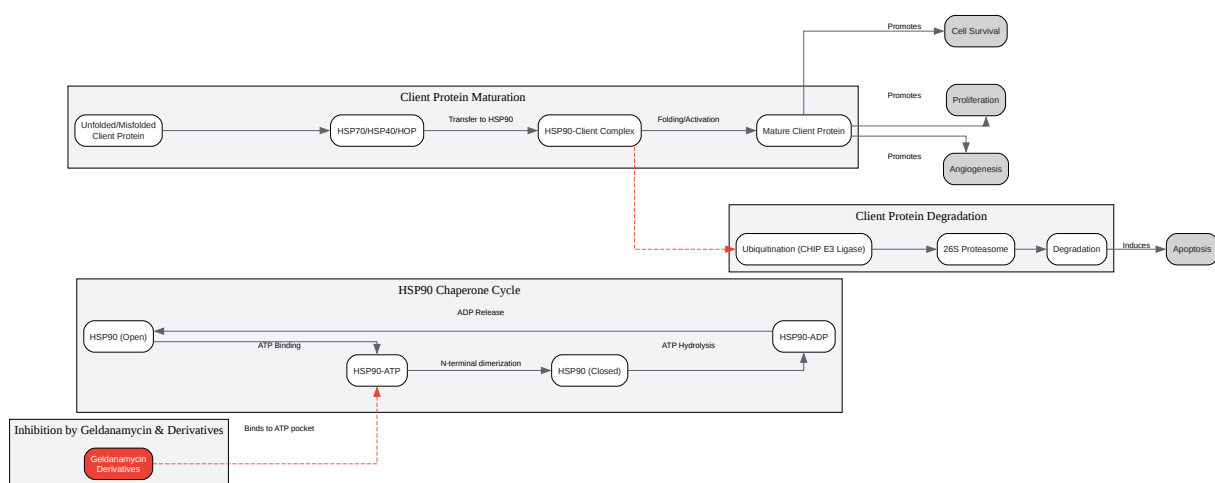 Promotes
Cell Survival
Client Protein Maturation
Unfolded/Misfolded
Client Protein
HSP70/HSP40/HOP
Transfer to HSP90
HSP90-Client Complex
Folding/Activation
Mature Client Protein
Promotes
Proliferation
Promotes
Angiogenesis
Client Protein Degradation
Ubiquitination (CHIP E3 Ligase)
26S Proteasome
Degradation
Induces
Apoptosis
HSP90 Chaperone Cycle
ADP Release
HSP90 (Open)
ATP Binding
HSP90-ATP
N-terminal dimerization
HSP90 (Closed)
ATP Hydrolysis
HSP90-ADP
Inhibition by Geldanamycin & Derivatives
Binds to ATP pocket
Geldanamycin
Derivatives